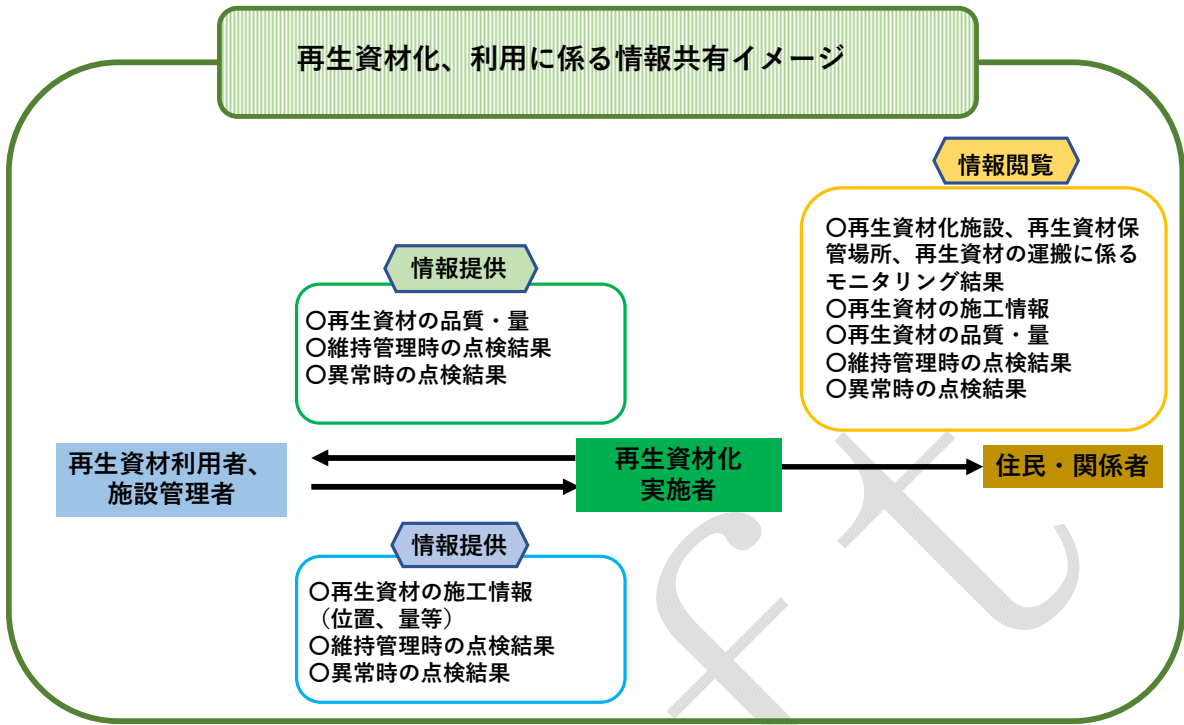 再生資材化、利用に係る情報共有イメージ
情報閲覧
〇再生資材化施設、再生資材保
管場所、再生資材の運搬に係る
モニタリング結果
〇再生資材の施工情報
〇再生資材の品質・量
〇維持管理時の点検結果
〇異常時の点検結果
情報提供
〇再生資材の品質・量
〇維持管理時の点検結果
〇異常時の点検結果
再生資材利用者、
施設管理者
再生資材化
実施者
住民・関係者
情報提供
〇再生資材の施工情報
（位置、量等）
〇維持管理時の点検結果
〇異常時の点検結果
ft